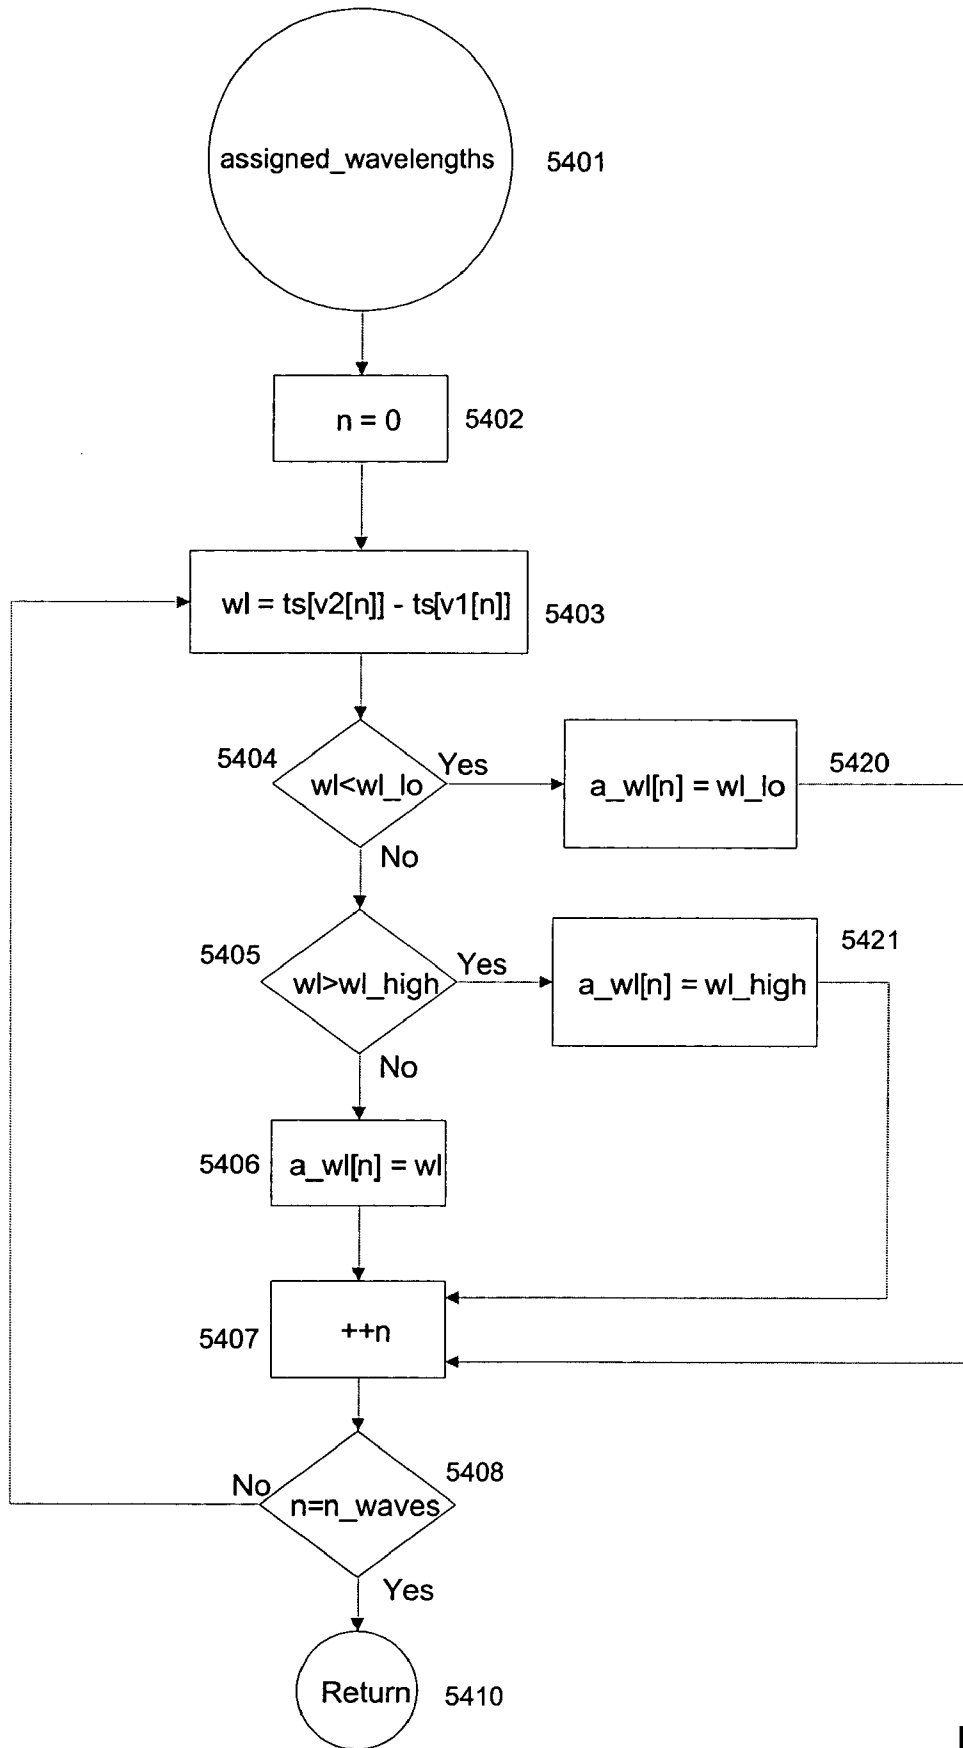 assigned_wavelengths
5401
n = 0
5402
wl = ts[v2[n]] - ts[v1[n]]
5403
5404
wl<wl_lo
Yes
a_wl[n] = wl_lo
5420
No
5405
wl>wl_high
Yes
a_wl[n] = wl_high
5421
No
5406
a_wl[n] = wl
5407
++n
No
n=n_waves
5408
Yes
Return
5410